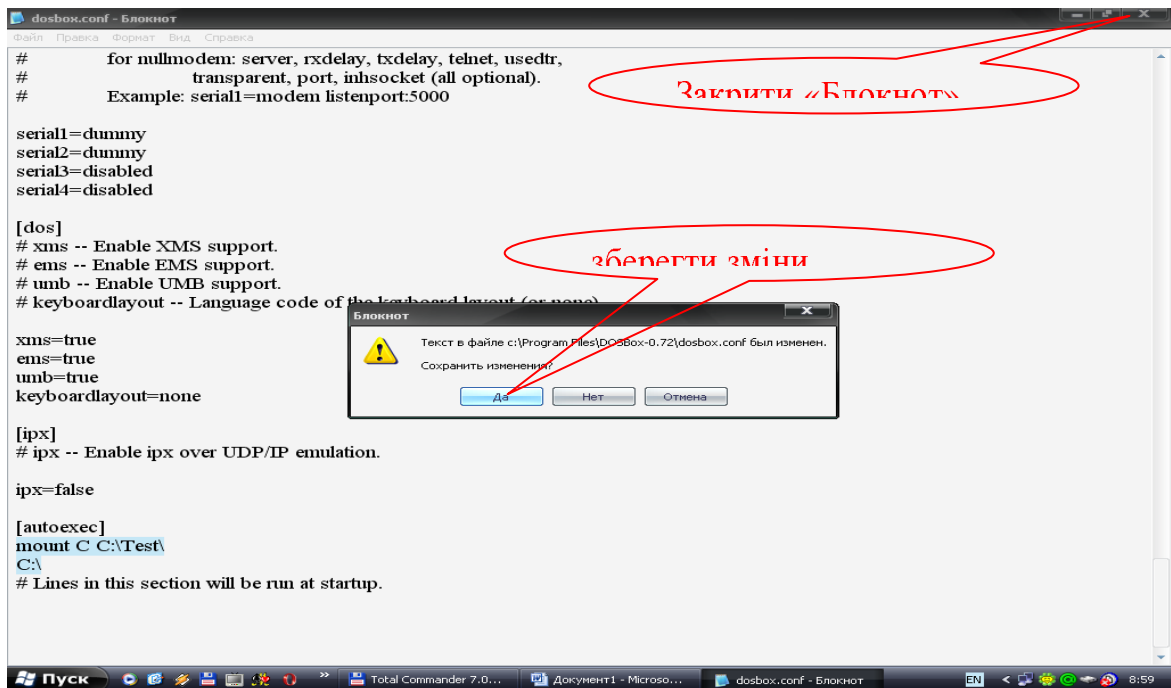 dosbox.conf - Блокнот
Файл Правка Формат Вид Справка
# for nullmodem: server, rxdelay, txdelay, telnet, usedtr,
# transparent, port, inhsocket (all optional).
# Example: serial1=modem listenport:5000
Закрити «Блокнот»
serial1=dummy
serial2=dummy
serial3=disabled
serial4=disabled
[dos]
# xms -- Enable XMS support.
# ems -- Enable EMS support.
зберегти зміни
# umb -- Enable UMB support.
# keyboardlayout -- Language code of the keyboard layout (or none).
xms=true
ems=true
umb=true
keyboardlayout=none
Блокнот
Текст в файле c:\Program Files\DOSBox-0.72\dosbox.conf был изменен.
Сохранить изменения?
Да Нет Отмена
[ipx]
# ipx -- Enable ipx over UDP/IP emulation.
ipx=false
[autoexec]
mount C C:\Test\
C:\
# Lines in this section will be run at startup.
Пуск » Total Commander 7.0... Документ1 - Microso... dosbox.conf - Блокнот EN < 8:59